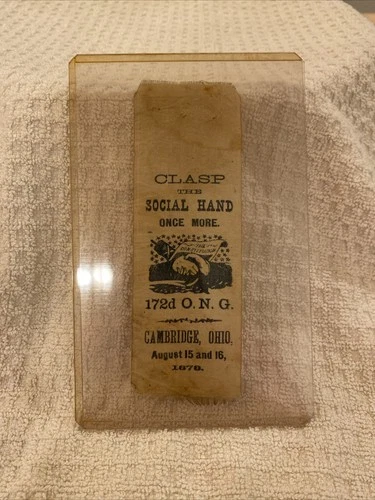 CLASP
THE
SOCIAL HAND
ONCE MORE.
172d O. N. G.
CAMBRIDGE, OHIO,
August 15 and 16,
1878.